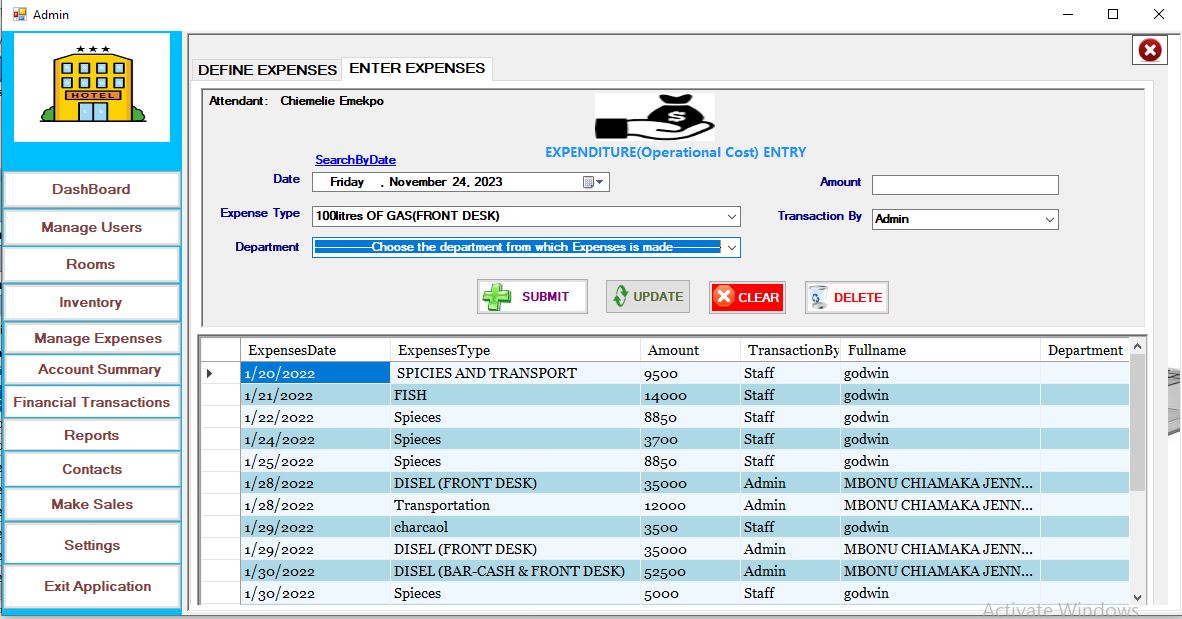 Admin
HOTEL
DashBoard
Manage Users
Rooms
Inventory
Manage Expenses
Account Summary
Financial Transactions
Reports
Contacts
Make Sales
Settings
Exit Application
DEFINE EXPENSES ENTER EXPENSES
Attendant: Chiemelie Emekpo
$
EXPENDITURE(Operational Cost) ENTRY
SearchByDate
Date Friday , November 24, 2023 Amount
Expense Type 100litres OF GAS(FRONT DESK) Transaction By Admin
Department Choose the department from which Expenses is made
SUBMIT UPDATE CLEAR DELETE
ExpensesDate ExpensesType Amount TransactionBy Fullname Department
1/20/2022 SPICIES AND TRANSPORT 9500 Staff godwin
1/21/2022 FISH 14000 Staff godwin
1/22/2022 Spieces 8850 Staff godwin
1/24/2022 Spieces 3700 Staff godwin
1/25/2022 Spieces 8850 Staff godwin
1/28/2022 DISEL (FRONT DESK) 35000 Admin MBONU CHIAMAKA JENN...
1/28/2022 Transportation 12000 Admin MBONU CHIAMAKA JENN...
1/29/2022 charcaol 3500 Staff godwin
1/29/2022 DISEL (FRONT DESK) 35000 Admin MBONU CHIAMAKA JENN...
1/30/2022 DISEL (BAR-CASH & FRONT DESK) 52500 Admin MBONU CHIAMAKA JENN...
1/30/2022 Spieces 5000 Staff godwin
Activate Windows